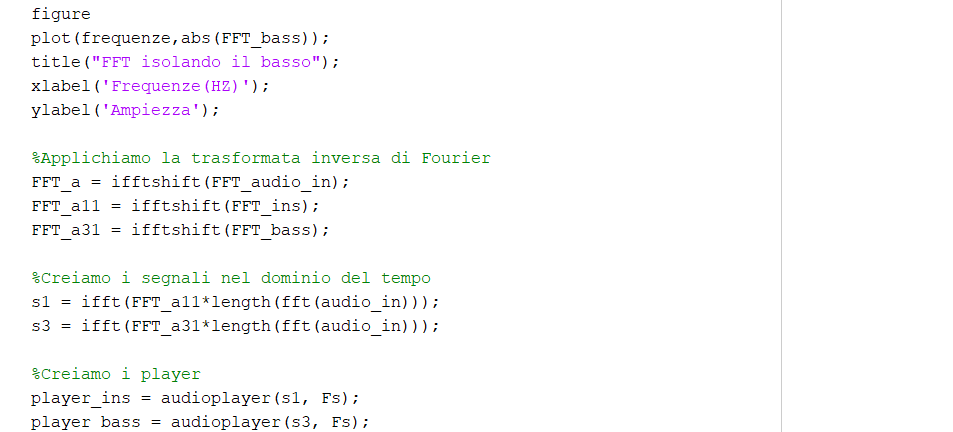 figure
plot(frequenze,abs(FFT_bass));
title("FFT isolando il basso");
xlabel('Frequenze(HZ)');
ylabel('Ampiezza');
%Applichiamo la trasformata inversa di Fourier
FFT_a = ifftshift(FFT_audio_in);
FFT_a11 = ifftshift(FFT_ins);
FFT_a31 = ifftshift(FFT_bass);
%Creiamo i segnali nel dominio del tempo
s1 = ifft(FFT_a11*length(fft(audio_in)));
s3 = ifft(FFT_a31*length(fft(audio_in)));
%Creiamo i player
player_ins = audioplayer(s1, Fs);
player_bass = audioplayer(s3, Fs);